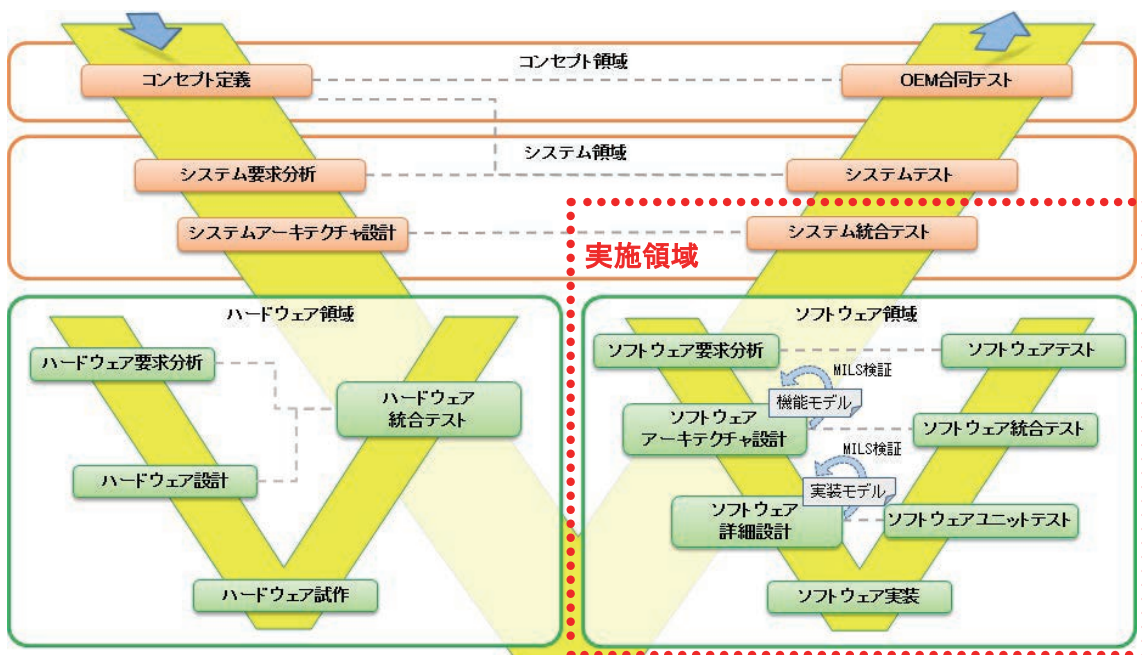 コンセプト領域
コンセプト定義
OEM合同テスト
システム領域
システム要求分析
システムテスト
システムアーキテクチャ設計
システム統合テスト
実施領域
ハードウェア領域
ハードウェア要求分析
ハードウェア
統合テスト
ハードウェア設計
ハードウェア試作
ソフトウェア領域
ソフトウェア要求分析
ソフトウェアテスト
MILS検証
機能モデル
ソフトウェア
アーキテクチャ設計
ソフトウェア統合テスト
MILS検証
実装モデル
ソフトウェア
詳細設計
ソフトウェアユニットテスト
ソフトウェア実装